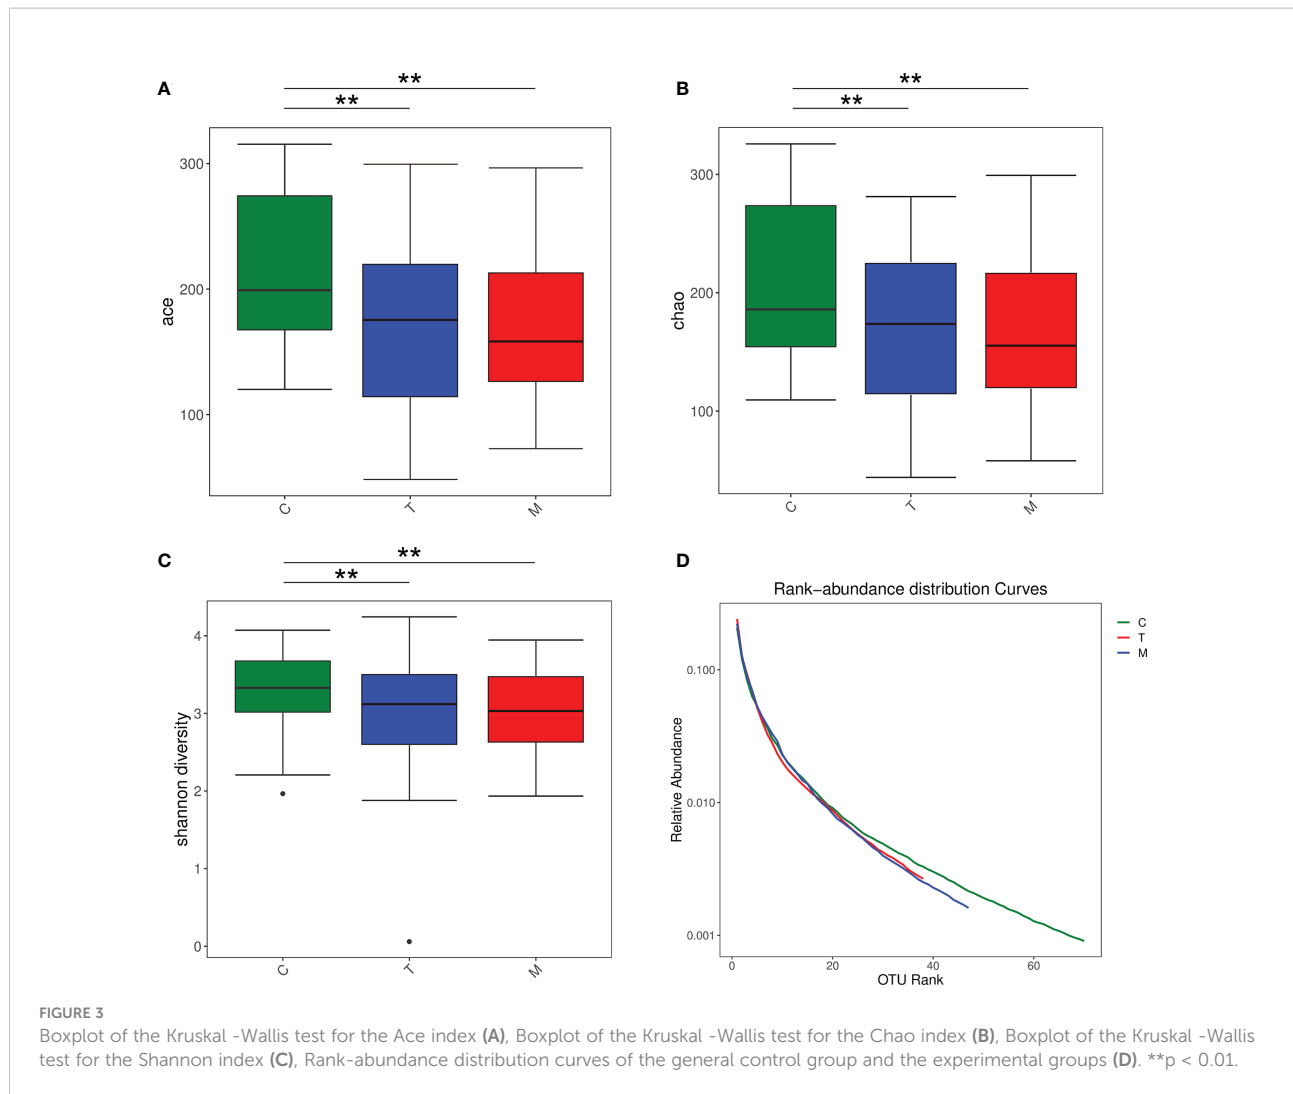 A
**
**
300
200
100
ace
C
T
M
B
**
**
300
200
100
chao
C
T
M
C
**
**
4
3
2
1
0
shannon diversity
C
T
M
D
Rank−abundance distribution Curves
C
T
M
0.100
0.010
0.001
Relative Abundance
0
20
40
60
OTU Rank
FIGURE 3
Boxplot of the Kruskal -Wallis test for the Ace index (A), Boxplot of the Kruskal -Wallis test for the Chao index (B), Boxplot of the Kruskal -Wallis
test for the Shannon index (C), Rank-abundance distribution curves of the general control group and the experimental groups (D). **p < 0.01.